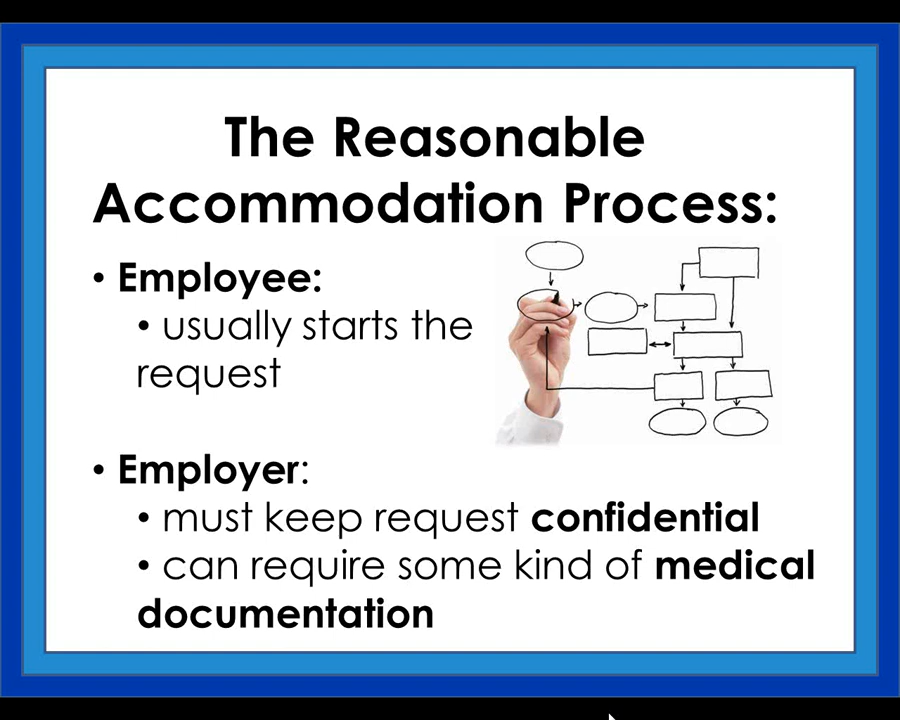 The Reasonable
Accommodation Process:
• Employee:
• usually starts the
request
• Employer:
• must keep request confidential
• can require some kind of medical
documentation